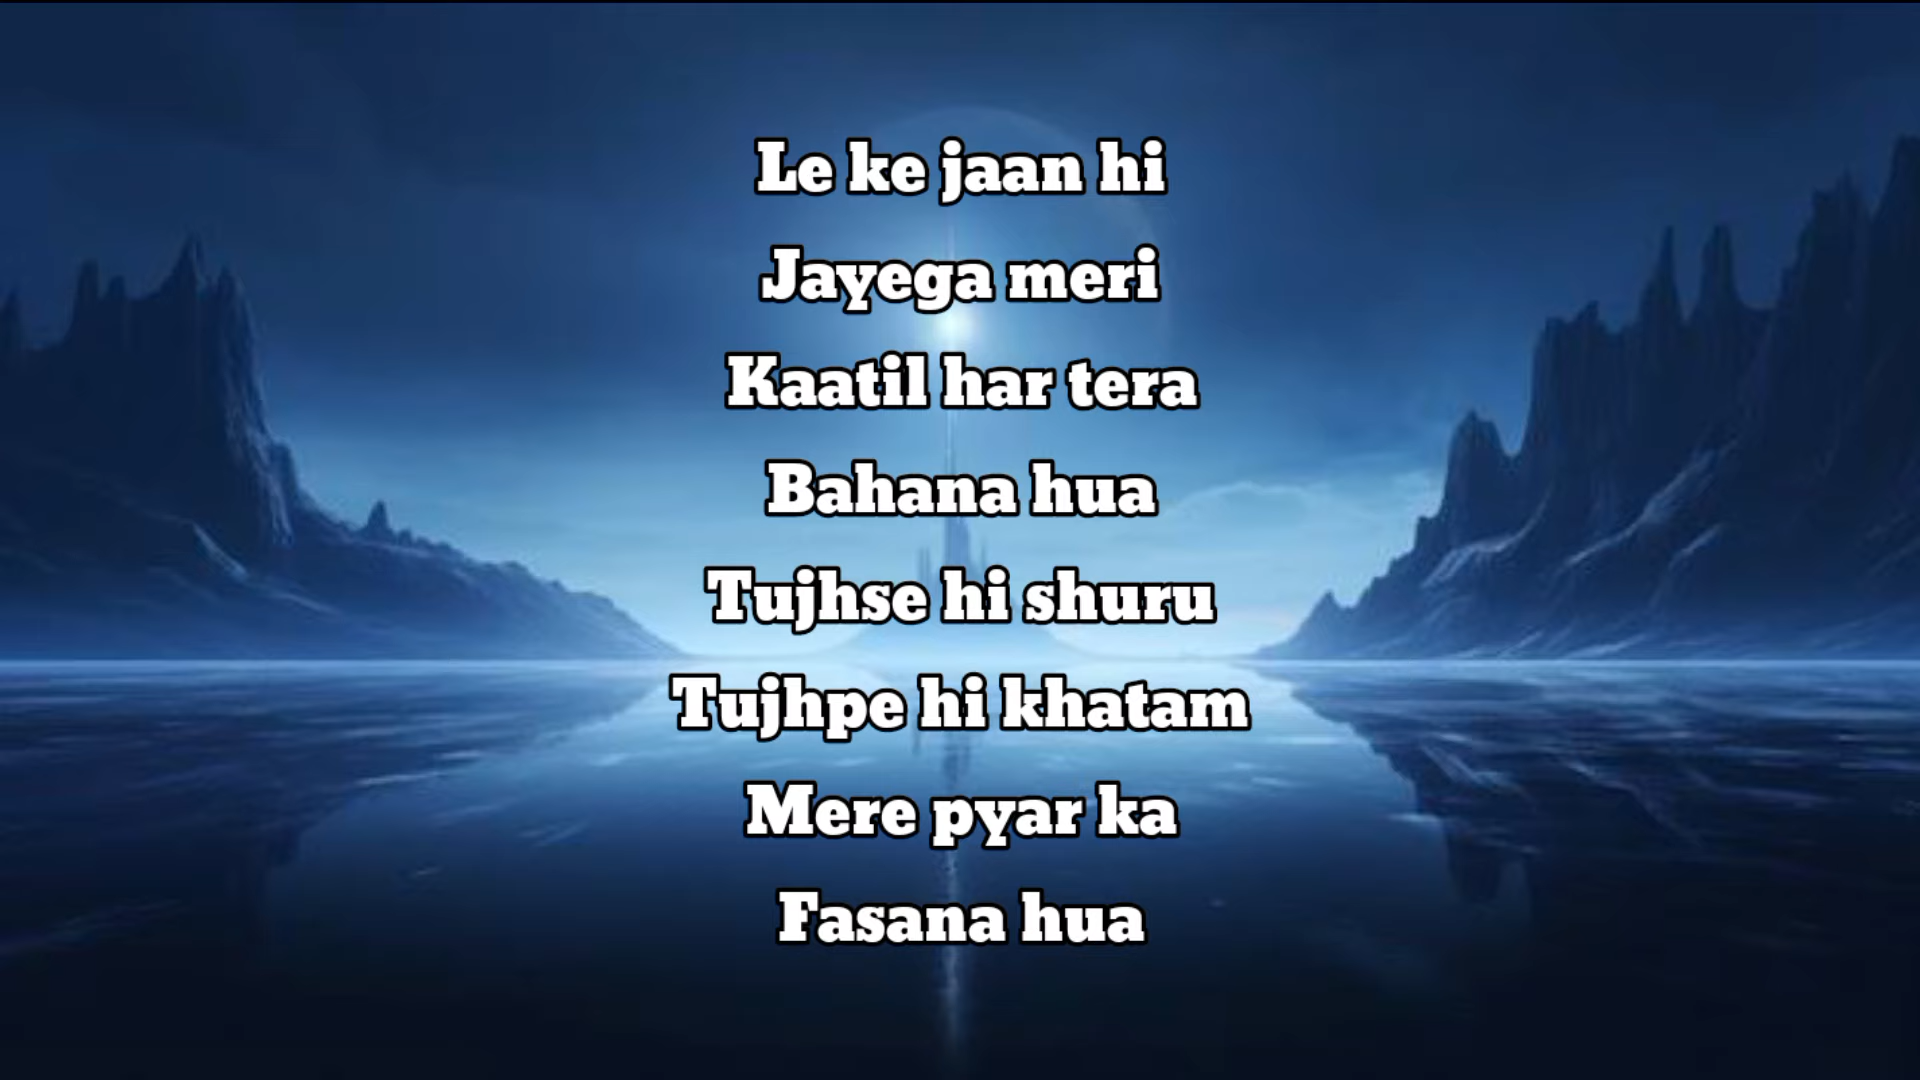 Le ke jaan hi
Jayega meri
Kaatil har tera
Bahana hua
Tujhse hi shuru
Tujhpe hi khatam
Mere pyar ka
Fasana hua